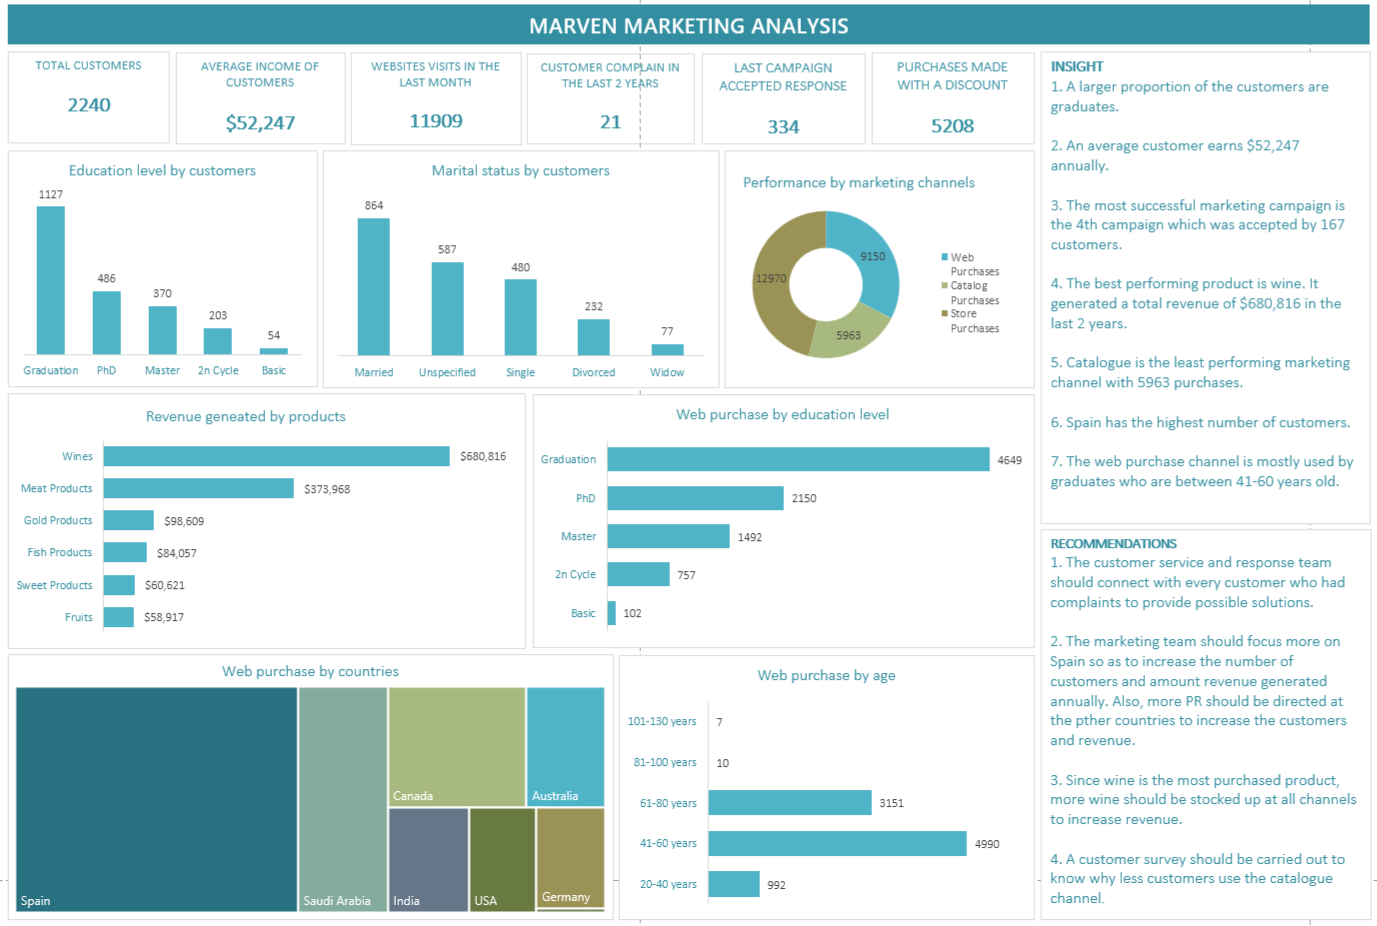 MARVEN MARKETING ANALYSIS
TOTAL CUSTOMERS
2240
AVERAGE INCOME OF
CUSTOMERS
$52,247
WEBSITES VISITS IN THE
LAST MONTH
11909
CUSTOMER COMPLAIN IN
THE LAST 2 YEARS
21
LAST CAMPAIGN
ACCEPTED RESPONSE
334
PURCHASES MADE
WITH A DISCOUNT
5208
Education level by customers
1127
486
370
203
54
Graduation
PhD
Master
2n Cycle
Basic
Marital status by customers
864
587
480
232
77
Married
Unspecified
Single
Divorced
Widow
Performance by marketing channels
9150
12970
5963
Web
Purchases
Catalog
Purchases
Store
Purchases
Revenue geneated by products
Wines
$680,816
Meat Products
$373,968
Gold Products
$98,609
Fish Products
$84,057
Sweet Products
$60,621
Fruits
$58,917
Web purchase by education level
Graduation
4649
PhD
2150
Master
1492
2n Cycle
757
Basic
102
Web purchase by countries
Spain
Saudi Arabia
Canada
Australia
India
USA
Germany
Web purchase by age
101-130 years
7
81-100 years
10
61-80 years
3151
41-60 years
4990
20-40 years
992
INSIGHT
1. A larger proportion of the customers are
graduates.
2. An average customer earns $52,247
annually.
3. The most successful marketing campaign is
the 4th campaign which was accepted by 167
customers.
4. The best performing product is wine. It
generated a total revenue of $680,816 in the
last 2 years.
5. Catalogue is the least performing marketing
channel with 5963 purchases.
6. Spain has the highest number of customers.
7. The web purchase channel is mostly used by
graduates who are between 41-60 years old.
RECOMMENDATIONS
1. The customer service and response team
should connect with every customer who had
complaints to provide possible solutions.
2. The marketing team should focus more on
Spain so as to increase the number of
customers and amount revenue generated
annually. Also, more PR should be directed at
the pther countries to increase the customers
and revenue.
3. Since wine is the most purchased product,
more wine should be stocked up at all channels
to increase revenue.
4. A customer survey should be carried out to
know why less customers use the catalogue
channel.